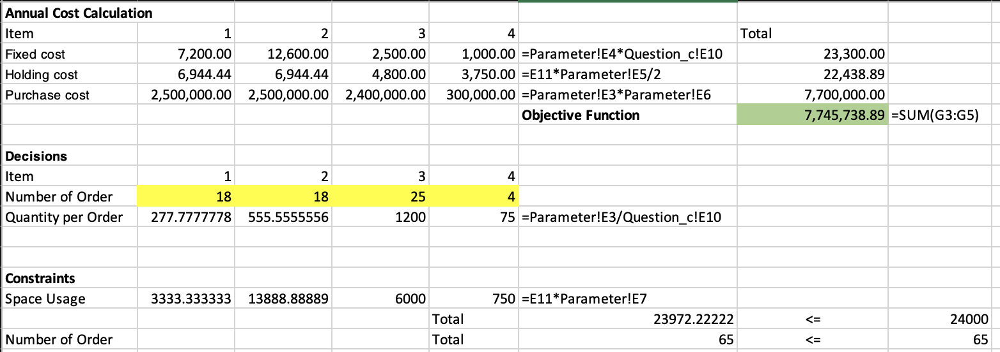 Annual Cost Calculation
Item 1 2 3 4 Total
Fixed cost 7,200.00 12,600.00 2,500.00 1,000.00 =Parameter!E4*Question_c!E10 23,300.00
Holding cost 6,944.44 6,944.44 4,800.00 3,750.00 =E11*Parameter!E5/2 22,438.89
Purchase cost 2,500,000.00 2,500,000.00 2,400,000.00 300,000.00 =Parameter!E3*Parameter!E6 7,700,000.00
Objective Function 7,745,738.89 =SUM(G3:G5)
Decisions
Item 1 2 3 4
Number of Order 18 18 25 4
Quantity per Order 277.7777778 555.5555556 1200 75 =Parameter!E3/Question_c!E10
Constraints
Space Usage 3333.333333 13888.88889 6000 750 =E11*Parameter!E7
Total 23972.22222 <= 24000
Number of Order Total 65 <= 65